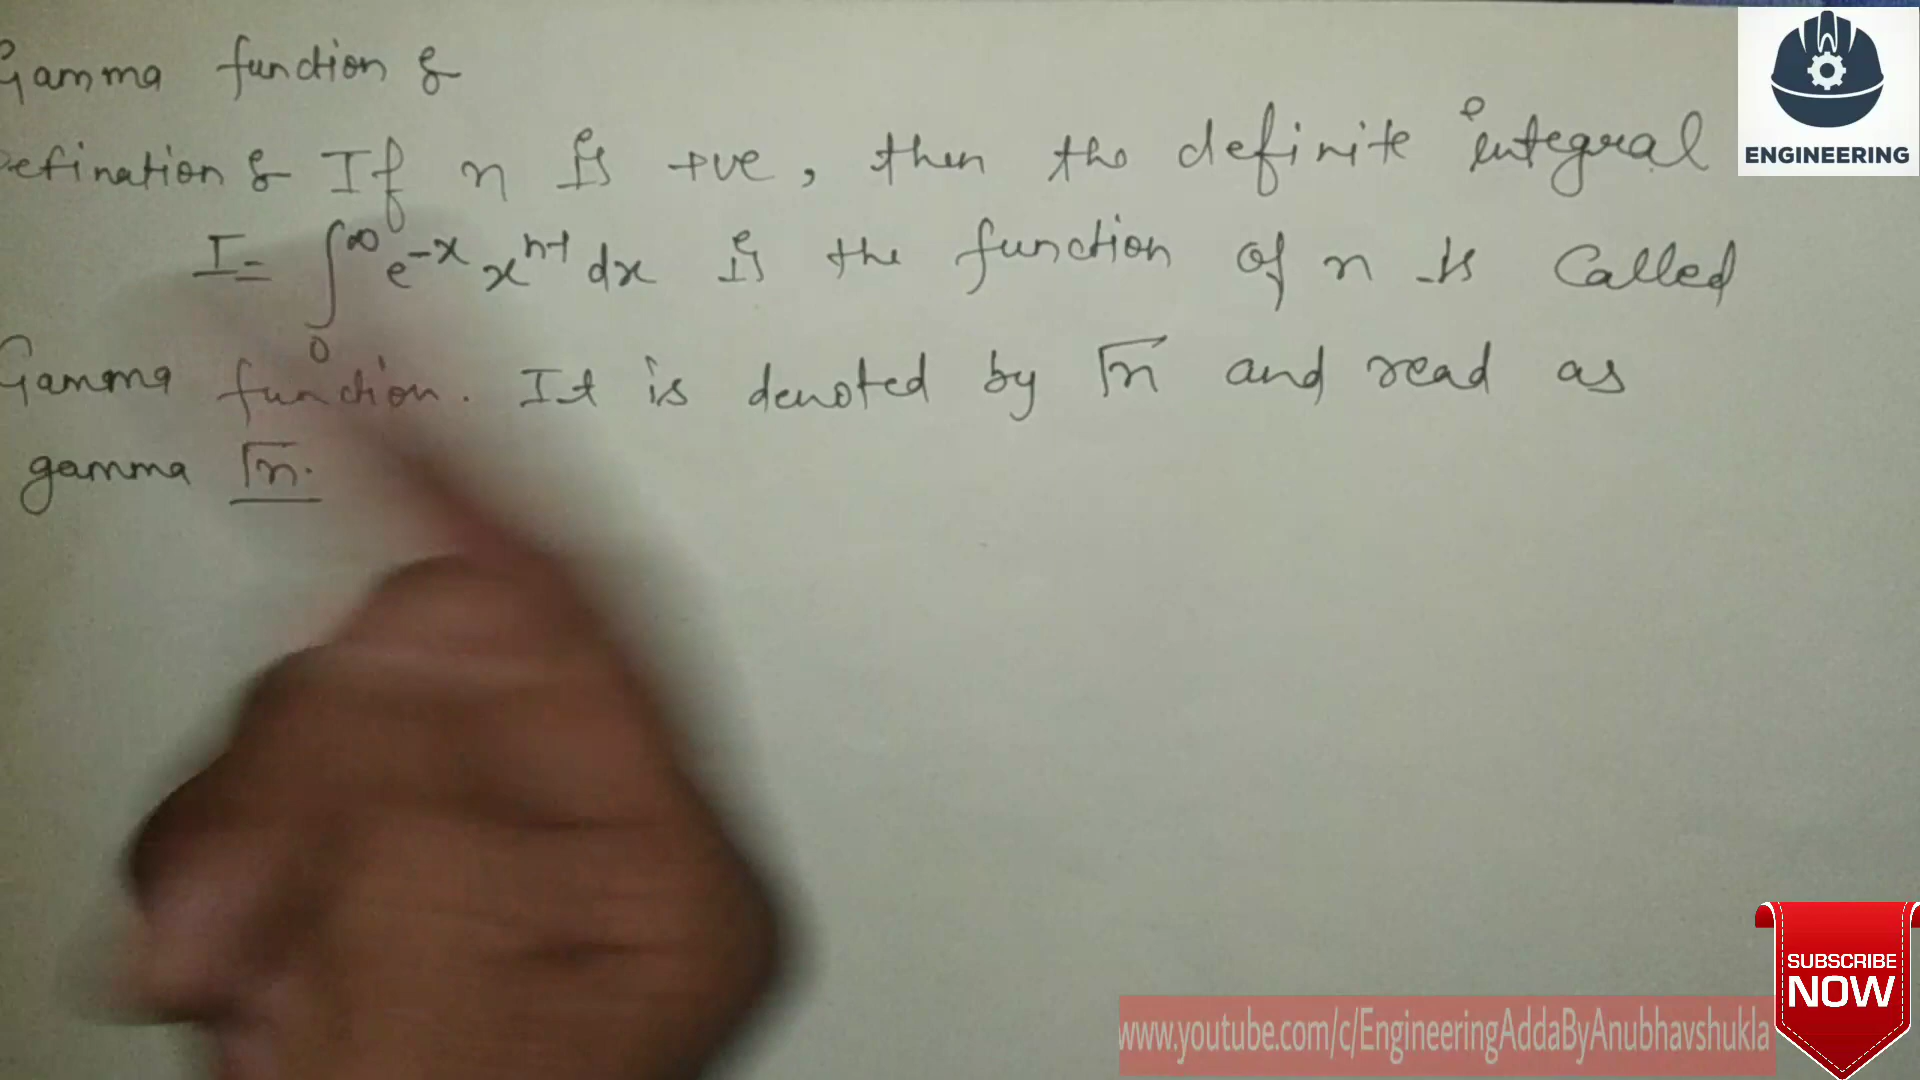 Gamma function :-
Defination :- If n is +ve, then the definite integral
I = ∫₀^∞ e^-x x^n-1 dx is the function of n is called
Gamma function. It is denoted by Γn and read as
gamma Γn.
ENGINEERING
SUBSCRIBE
NOW
www.youtube.com/c/EngineeringAddaByAnubhavshukla